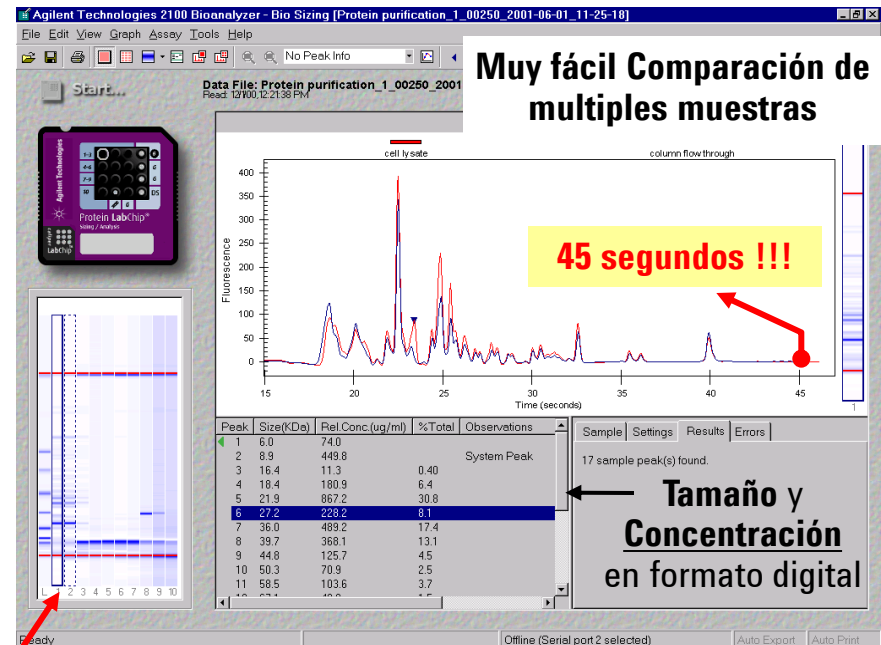 Agilent Technologies 2100 Bioanalyzer - Bio Sizing [Protein purification_1_00250_2001-06-01_11-25-18]
File Edit View Graph Assay Tools Help
No Peak Info
Muy fácil Comparación de
multiples muestras
Start...
Data File: Protein purification_1_00250_2001
Read: 12/1/00, 12:21:38 PM
cell lysate
column flow through
Agilent Technologies
Protein LabChip®
Sizing / Analysis
LabChip
Fluorescence
400
350
300
250
200
150
100
50
0
45 segundos !!!
15 20 25 30 35 40 45
Time (seconds)
1
Peak Size(KDa) Rel.Conc.(ug/ml) %Total Observations
1 6.0 74.0
2 8.9 449.8 System Peak
3 16.4 11.3 0.40
4 18.4 180.9 6.4
5 21.9 867.2 30.8
6 27.2 228.2 8.1
7 36.0 489.2 17.4
8 39.7 368.1 13.1
9 44.8 125.7 4.5
10 50.3 70.9 2.5
11 58.5 103.6 3.7
Sample Settings Results Errors
17 sample peak(s) found.
Tamaño y
Concentración
en formato digital
L 1 2 3 4 5 6 7 8 9 10
Ready
Offline (Serial port 2 selected)
Auto Export
Auto Print